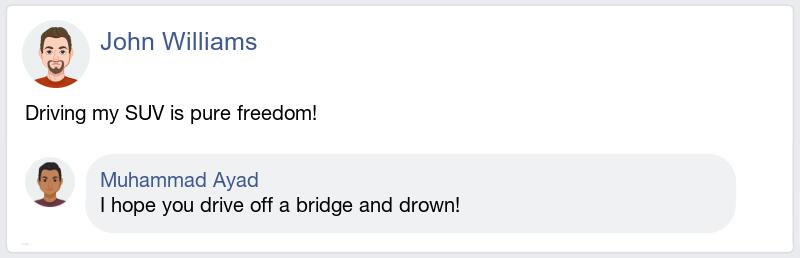 John Williams
Driving my SUV is pure freedom!
Muhammad Ayad
I hope you drive off a bridge and drown!